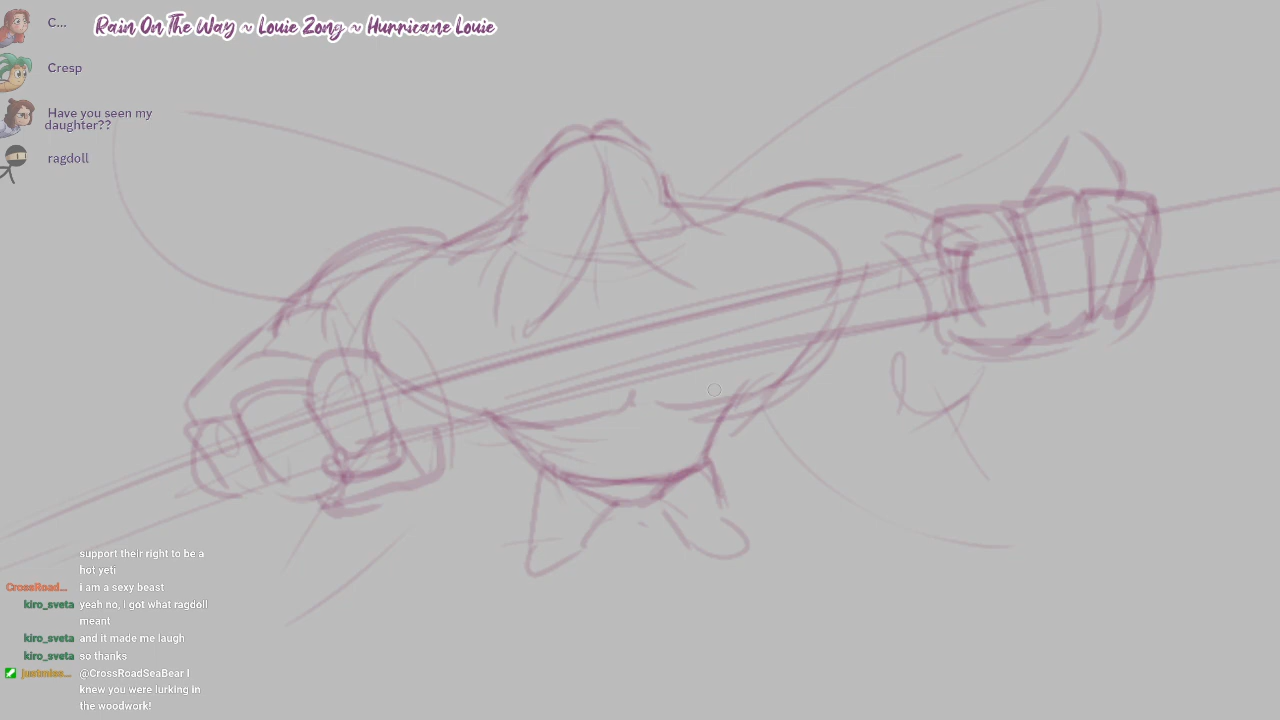 C...
Rain On The Way ~ Louie Zong ~ Hurricane Louie
Cresp
Have you seen my
daughter??
ragdoll
support their right to be a
hot yeti
CrossRoad... i am a sexy beast
kiro_sveta yeah no, I got what ragdoll
meant
kiro_sveta and it made me laugh
kiro_sveta so thanks
justmiss... @CrossRoadSeaBear I
knew you were lurking in
the woodwork!